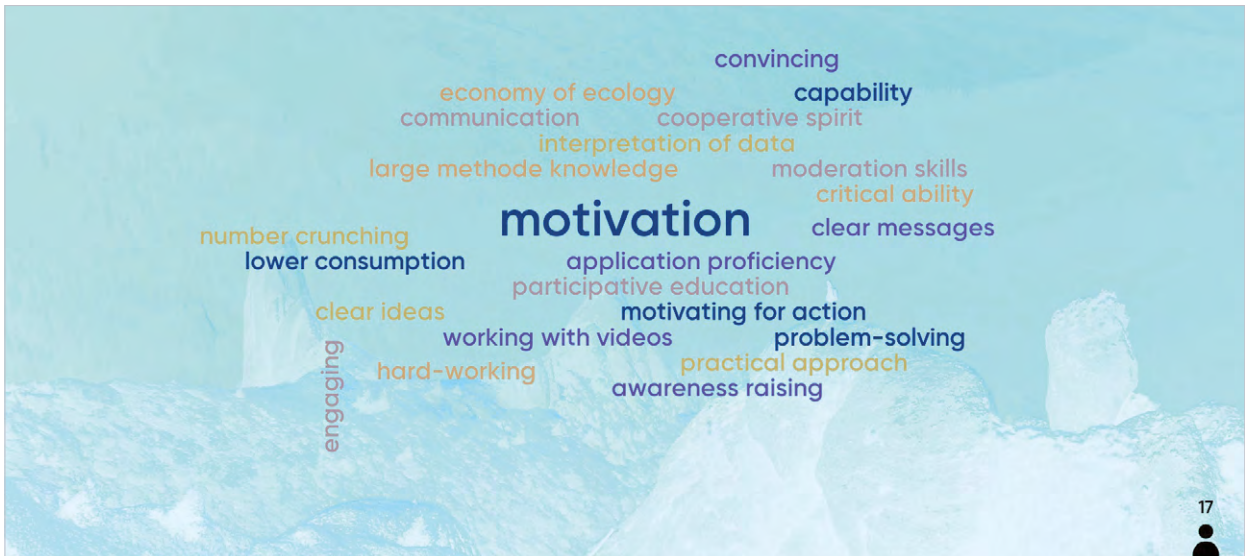 convincing
economy of ecology
capability
communication
cooperative spirit
interpretation of data
large methode knowledge
moderation skills
critical ability
motivation
clear messages
number crunching
lower consumption
application proficiency
participative education
clear ideas
motivating for action
working with videos
problem-solving
practical approach
hard-working
engaging
awareness raising
17